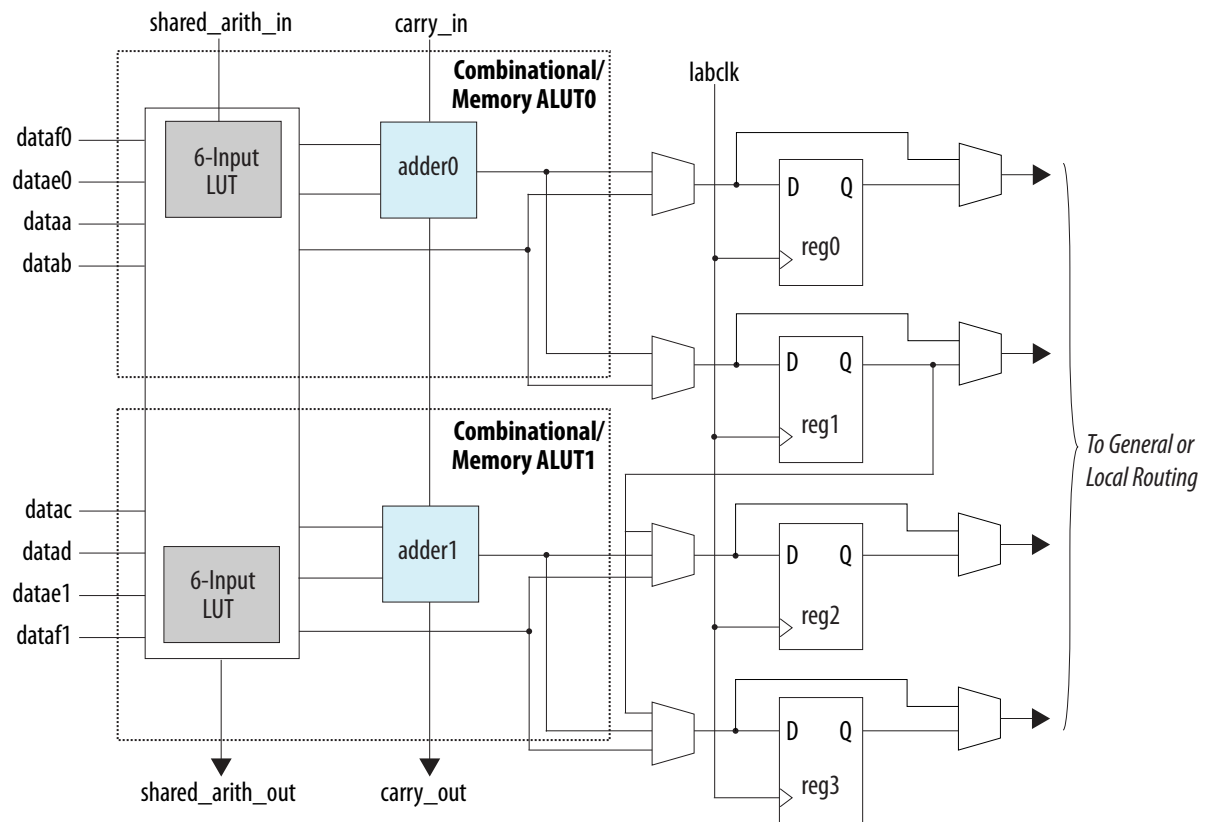 shared_arith_in
carry_in
Combinational/
Memory ALUT0
labclk
dataf0
datae0
dataa
datab
6-Input
LUT
adder0
D Q
reg0
D Q
reg1
Combinational/
Memory ALUT1
To General or
Local Routing
datac
datad
datae1
dataf1
6-Input
LUT
adder1
D Q
reg2
D Q
reg3
shared_arith_out
carry_out